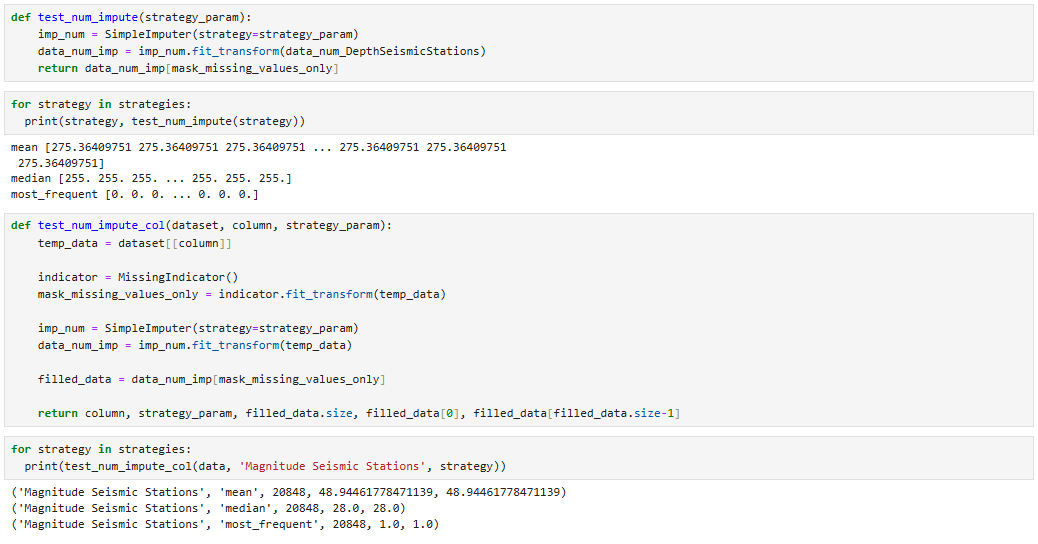 def test_num_impute(strategy_param):
    imp_num = SimpleImputer(strategy=strategy_param)
    data_num_imp = imp_num.fit_transform(data_num_DepthSeismicStations)
    return data_num_imp[mask_missing_values_only]
for strategy in strategies:
  print(strategy, test_num_impute(strategy))
mean [275.36409751 275.36409751 275.36409751 ... 275.36409751 275.36409751
 275.36409751]
median [255. 255. 255. ... 255. 255. 255.]
most_frequent [0. 0. 0. ... 0. 0. 0.]
def test_num_impute_col(dataset, column, strategy_param):
    temp_data = dataset[[column]]
    indicator = MissingIndicator()
    mask_missing_values_only = indicator.fit_transform(temp_data)
    imp_num = SimpleImputer(strategy=strategy_param)
    data_num_imp = imp_num.fit_transform(temp_data)
    filled_data = data_num_imp[mask_missing_values_only]
    return column, strategy_param, filled_data.size, filled_data[0], filled_data[filled_data.size-1]
for strategy in strategies:
  print(test_num_impute_col(data, 'Magnitude Seismic Stations', strategy))
('Magnitude Seismic Stations', 'mean', 20848, 48.94461778471139, 48.94461778471139)
('Magnitude Seismic Stations', 'median', 20848, 28.0, 28.0)
('Magnitude Seismic Stations', 'most_frequent', 20848, 1.0, 1.0)